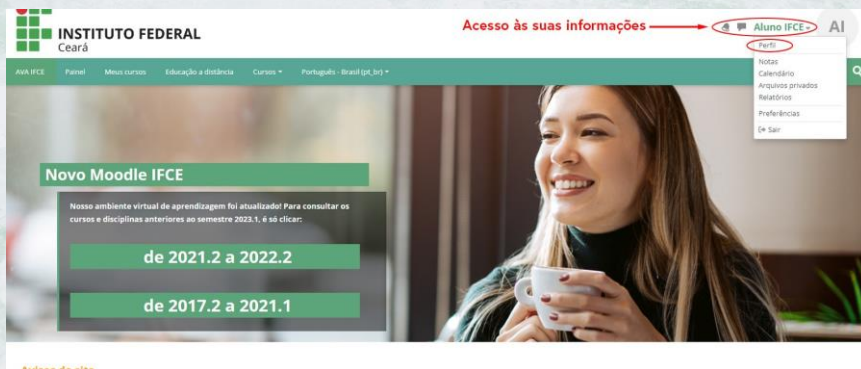 INSTITUTO FEDERAL
Ceará
Acesso às suas informações
Aluno IFCE
AI
Perfil
Notas
Calendário
Arquivos privados
Relatórios
Preferências
Sair
AVA IFCE Painel Meus cursos Educação a distância Cursos Português - Brasil (pt_br)
Novo Moodle IFCE
Nosso ambiente virtual de aprendizagem foi atualizado! Para consultar os
cursos e disciplinas anteriores ao semestre 2023.1, é só clicar:
de 2021.2 a 2022.2
de 2017.2 a 2021.1